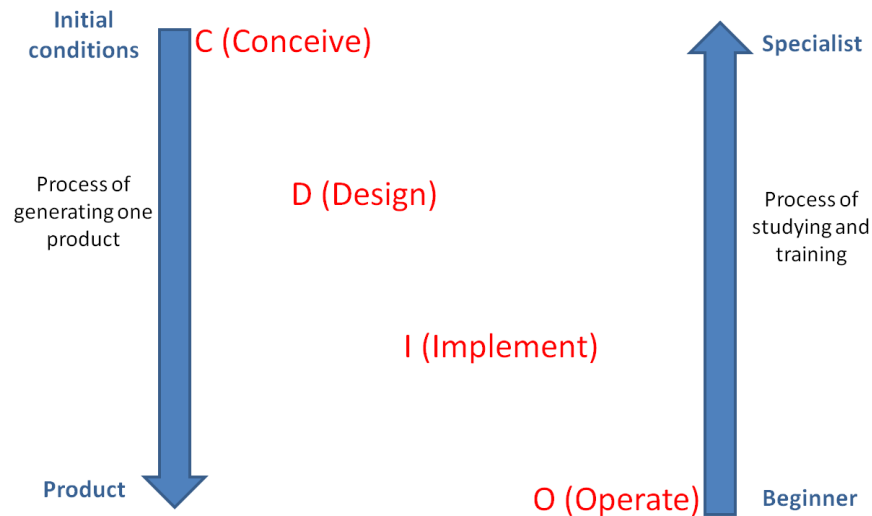 Initial
conditions
C (Conceive)
Specialist
Process of
generating one
product
D (Design)
Process of
studying and
training
I (Implement)
Product
O (Operate)
Beginner